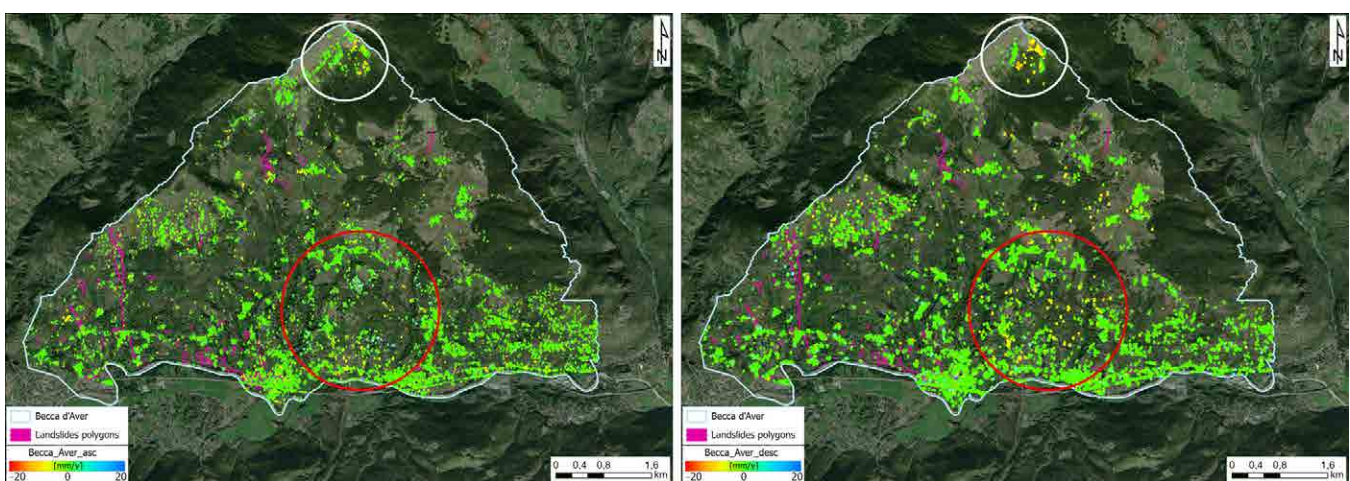 N
Becca d'Aver
Landslides polygons
Becca_Aver_asc
[mm/y]
-20 0 20
0 0,4 0,8 1,6
km
N
Becca d'Aver
Landslides polygons
Becca_Aver_desc
[mm/y]
-20 0 20
0 0,4 0,8 1,6
km